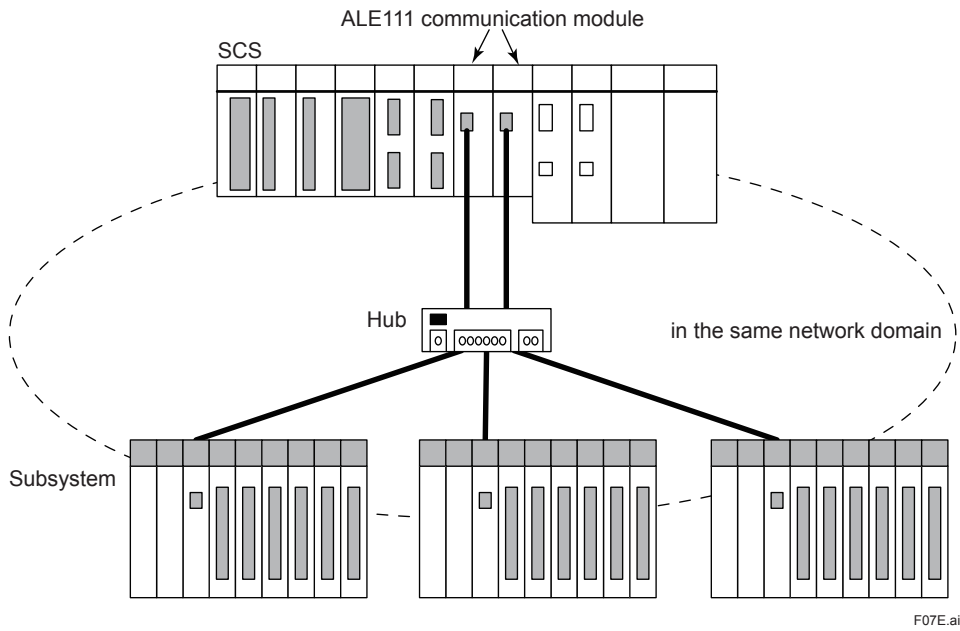 ALE111 communication module
SCS
Hub
in the same network domain
Subsystem
F07E.ai